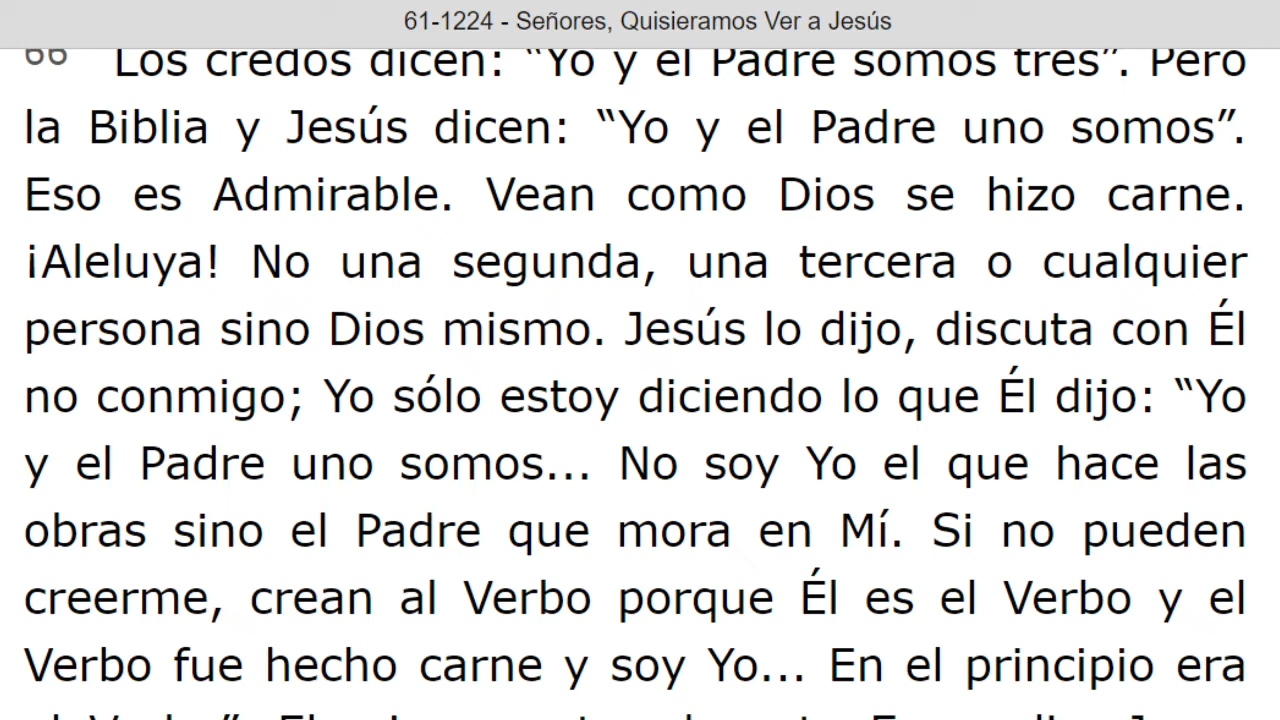 61-1224 - Señores, Quisieramos Ver a Jesús
66 Los credos dicen: “Yo y el Padre somos tres”. Pero
la Biblia y Jesús dicen: “Yo y el Padre uno somos”.
Eso es Admirable. Vean como Dios se hizo carne.
¡Aleluya! No una segunda, una tercera o cualquier
persona sino Dios mismo. Jesús lo dijo, discuta con Él
no conmigo; Yo sólo estoy diciendo lo que Él dijo: “Yo
y el Padre uno somos... No soy Yo el que hace las
obras sino el Padre que mora en Mí. Si no pueden
creerme, crean al Verbo porque Él es el Verbo y el
Verbo fue hecho carne y soy Yo... En el principio era